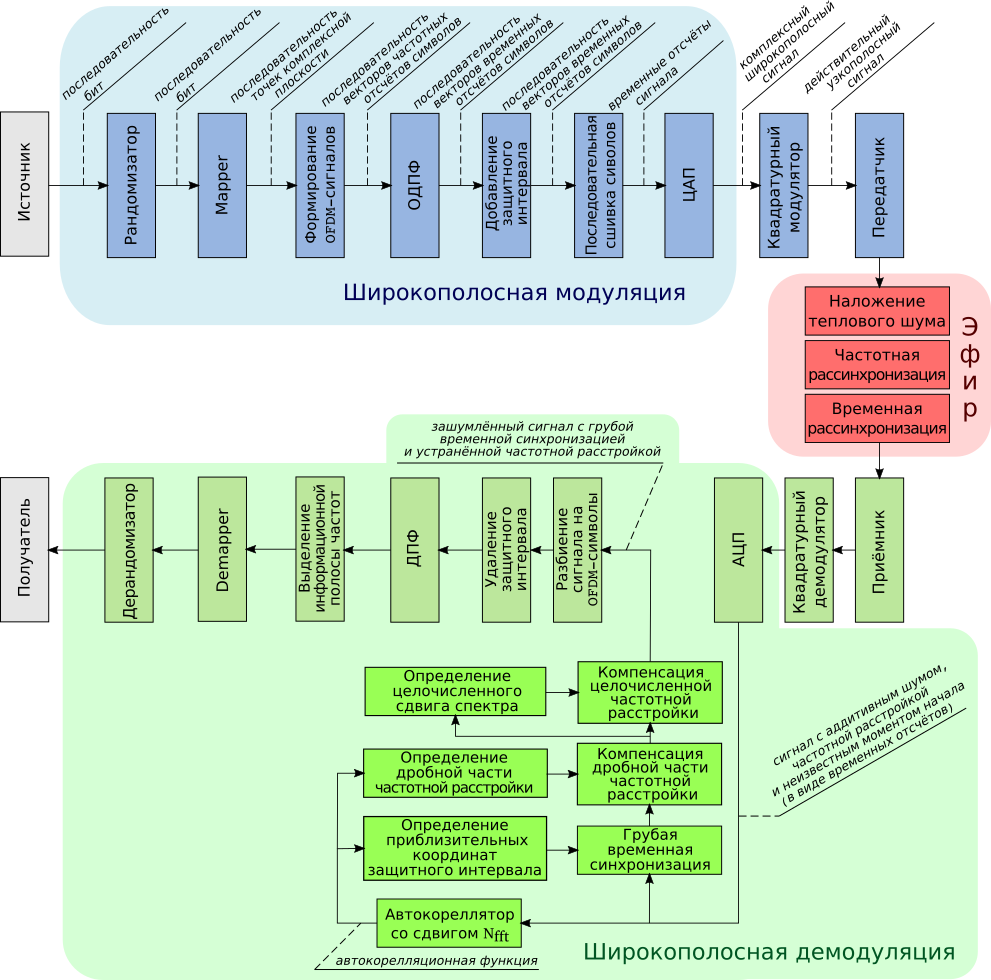 последовательность
бит
последовательность
бит
последовательность
точек комплексной
плоскости
последовательность
векторов частотных
отсчётов символов
последовательность
векторов временных
отсчётов символов
последовательность
векторов временных
отсчётов символов
временные отсчёты
сигнала
комплексный
широкополосный
сигнал
действительный
узкополосный
сигнал
Источник
Рандомизатор
Mapper
Формирование
OFDM−сигналов
ОДПФ
Добавление
защитного
интервала
Последовательная
сшивка сиволов
ЦАП
Квадратурный
модулятор
Передатчик
Широкополосная модуляция
Наложение
теплового шума
Частотная
рассинхронизация
Временная
рассинхронизация
Эфир
зашумлённый сигнал с грубой
временной синхронизацией
и устранённой частотной расстройкой
Получатель
Дерандомизатор
Demapper
Выделение
информационной
полосы частот
ДПФ
Удаление
защитного
интервала
Разбиение
сигнала на
OFDM−символы
АЦП
Квадратурный
демодулятор
Приёмник
Определение
целочисленного
сдвига спектра
Компенсация
целочисленной
частотной
расстройки
сигнал с аддитивным шумом,
частотной расстройкой
и неизвестным моментом начала
(в виде временных отсчётов)
Определение
дробной части
частотной расстройки
Компенсация
дробной части
частотной
расстройки
Определение
приблизительных
координат
защитного интервала
Грубая
временная
синхронизация
Автокореллятор
со сдвигом Nfft
автокорелляционная функция
Широкополосная демодуляция